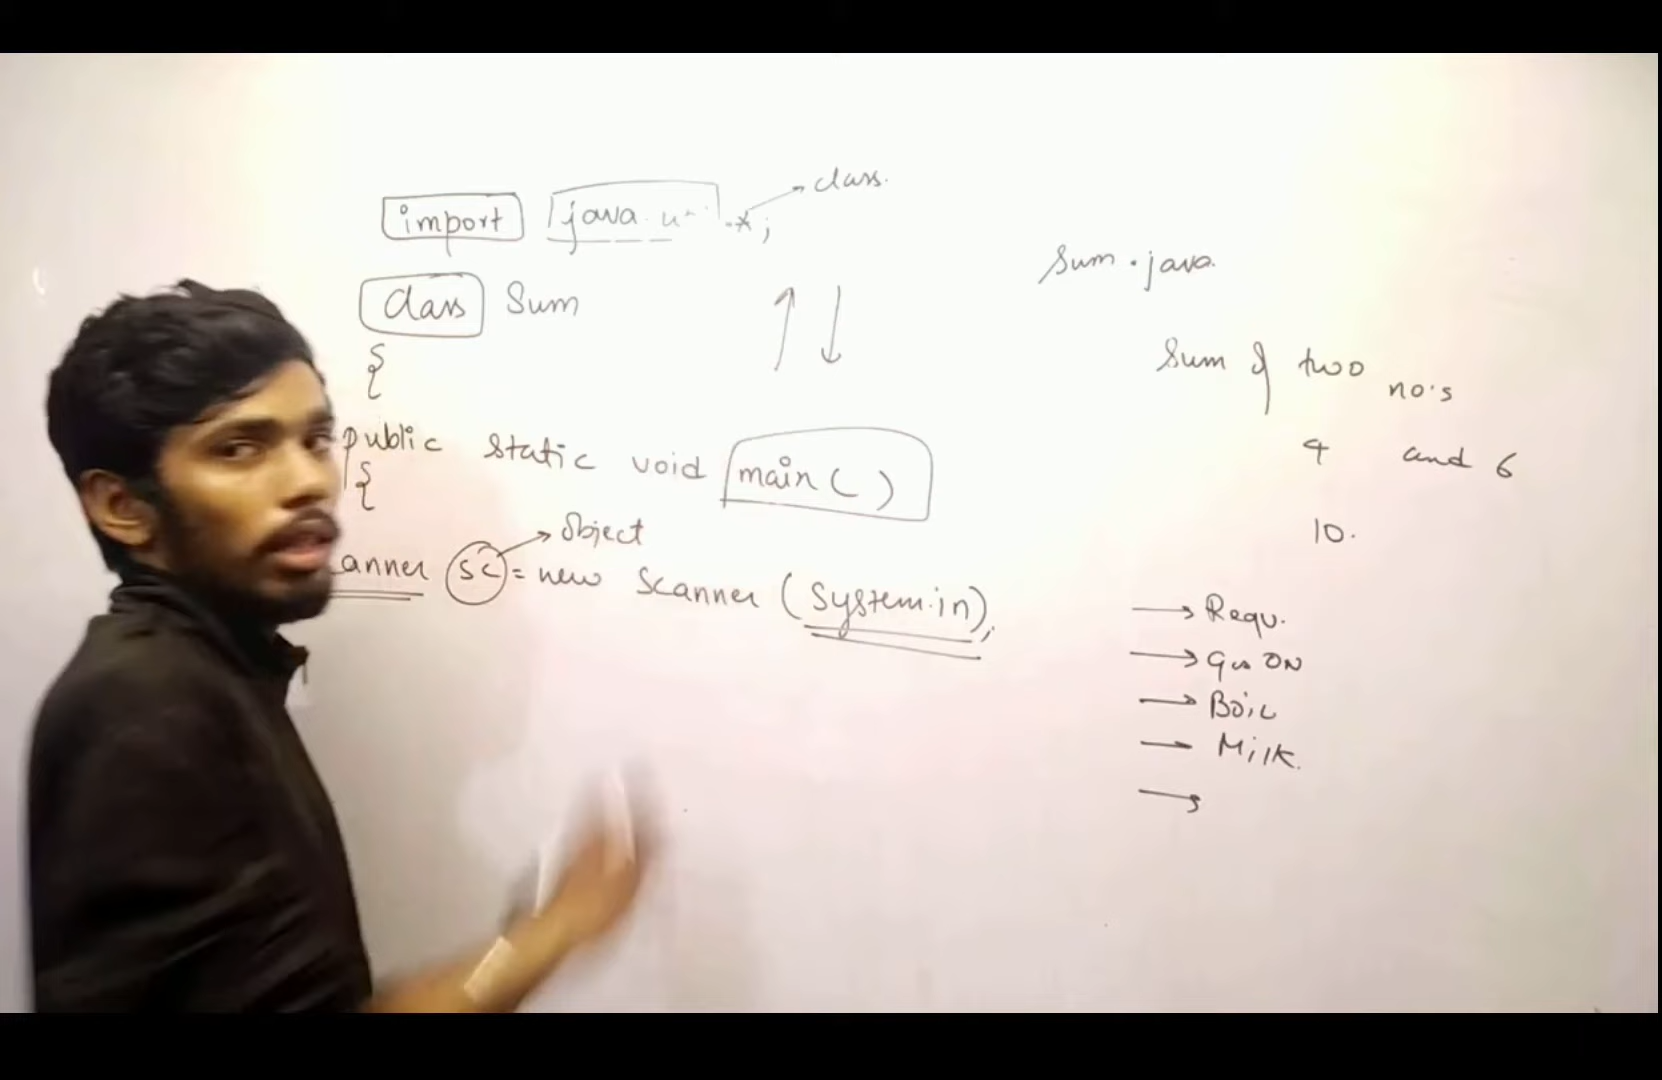 import java. .*;
class.
class Sum
{
public static void main ( )
{
object
anner sc = new Scanner (System.in);
Sum.java.
Sum of two no's
4 and 6
10.
→ Requ.
→ Gas ON
→ Boil
→ Milk.
→